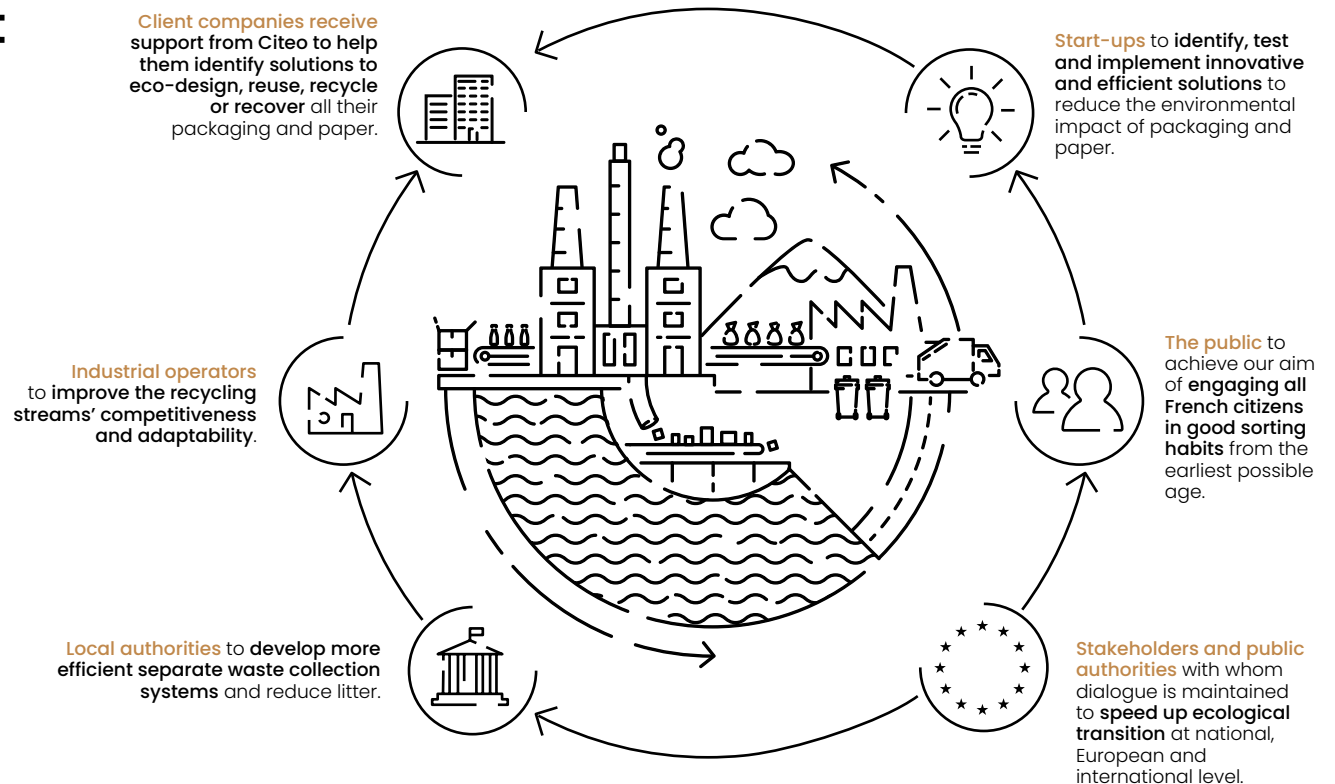 Client companies receive
support from Citeo to help
them identify solutions to
eco-design, reuse, recycle
or recover all their
packaging and paper.
Start-ups to identify, test
and implement innovative
and efficient solutions to
reduce the environmental
impact of packaging and
paper.
Industrial operators
to improve the recycling
streams’ competitiveness
and adaptability.
The public to
achieve our aim
of engaging all
French citizens
in good sorting
habits from the
earliest possible
age.
Local authorities to develop more
efficient separate waste collection
systems and reduce litter.
Stakeholders and public
authorities with whom
dialogue is maintained
to speed up ecological
transition at national,
European and
international level.